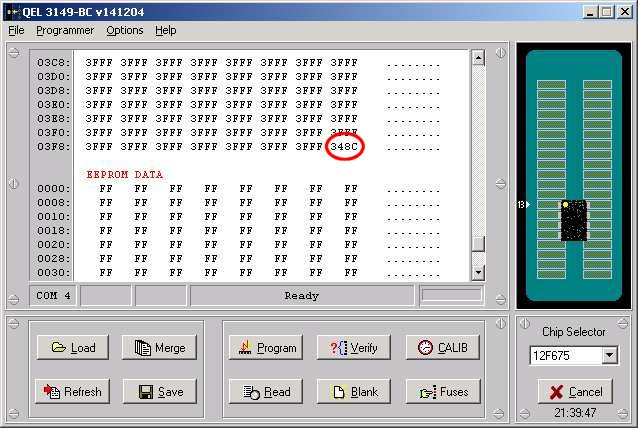 QEL 3149-BC v141204
File Programmer Options Help
03C8: 3FFF 3FFF 3FFF 3FFF 3FFF 3FFF 3FFF 3FFF ........
03D0: 3FFF 3FFF 3FFF 3FFF 3FFF 3FFF 3FFF 3FFF ........
03D8: 3FFF 3FFF 3FFF 3FFF 3FFF 3FFF 3FFF 3FFF ........
03E0: 3FFF 3FFF 3FFF 3FFF 3FFF 3FFF 3FFF 3FFF ........
03E8: 3FFF 3FFF 3FFF 3FFF 3FFF 3FFF 3FFF 3FFF ........
03F0: 3FFF 3FFF 3FFF 3FFF 3FFF 3FFF 3FFF 3FFF ........
03F8: 3FFF 3FFF 3FFF 3FFF 3FFF 3FFF 3FFF 348C ........
EEPROM DATA
0000: FF FF FF FF FF FF FF FF ........
0008: FF FF FF FF FF FF FF FF ........
0010: FF FF FF FF FF FF FF FF ........
0018: FF FF FF FF FF FF FF FF ........
0020: FF FF FF FF FF FF FF FF ........
0028: FF FF FF FF FF FF FF FF ........
0030: FF FF FF FF FF FF FF FF ........
COM 4 Ready
13
Load Merge Program Verify CALIB
Refresh Save Read Blank Fuses
Chip Selector
12F675
Cancel
21:39:47